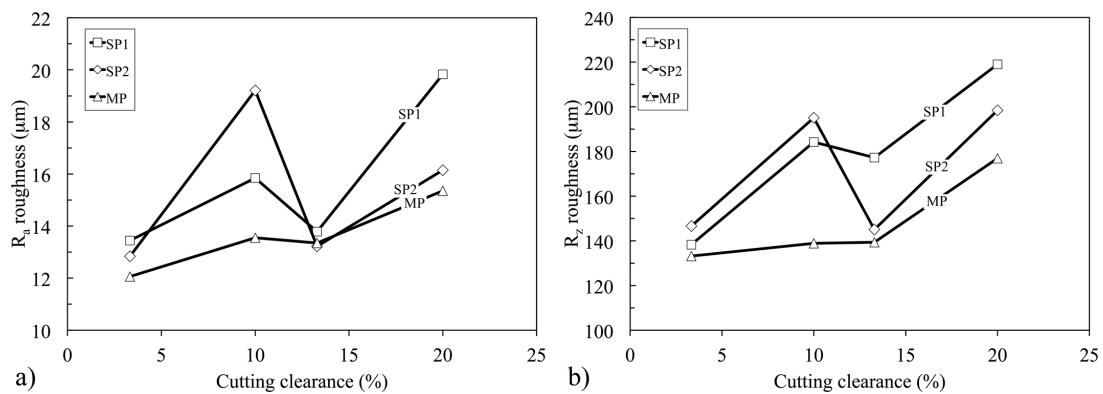 22
20
18
16
14
12
10
0
5
10
15
20
25
SP1
SP2
MP
SP1
SP2
MP
Ra roughness (µm)
Cutting clearance (%)
a)
240
220
200
180
160
140
120
100
0
5
10
15
20
25
SP1
SP2
MP
SP1
SP2
MP
Rz roughness (µm)
Cutting clearance (%)
b)